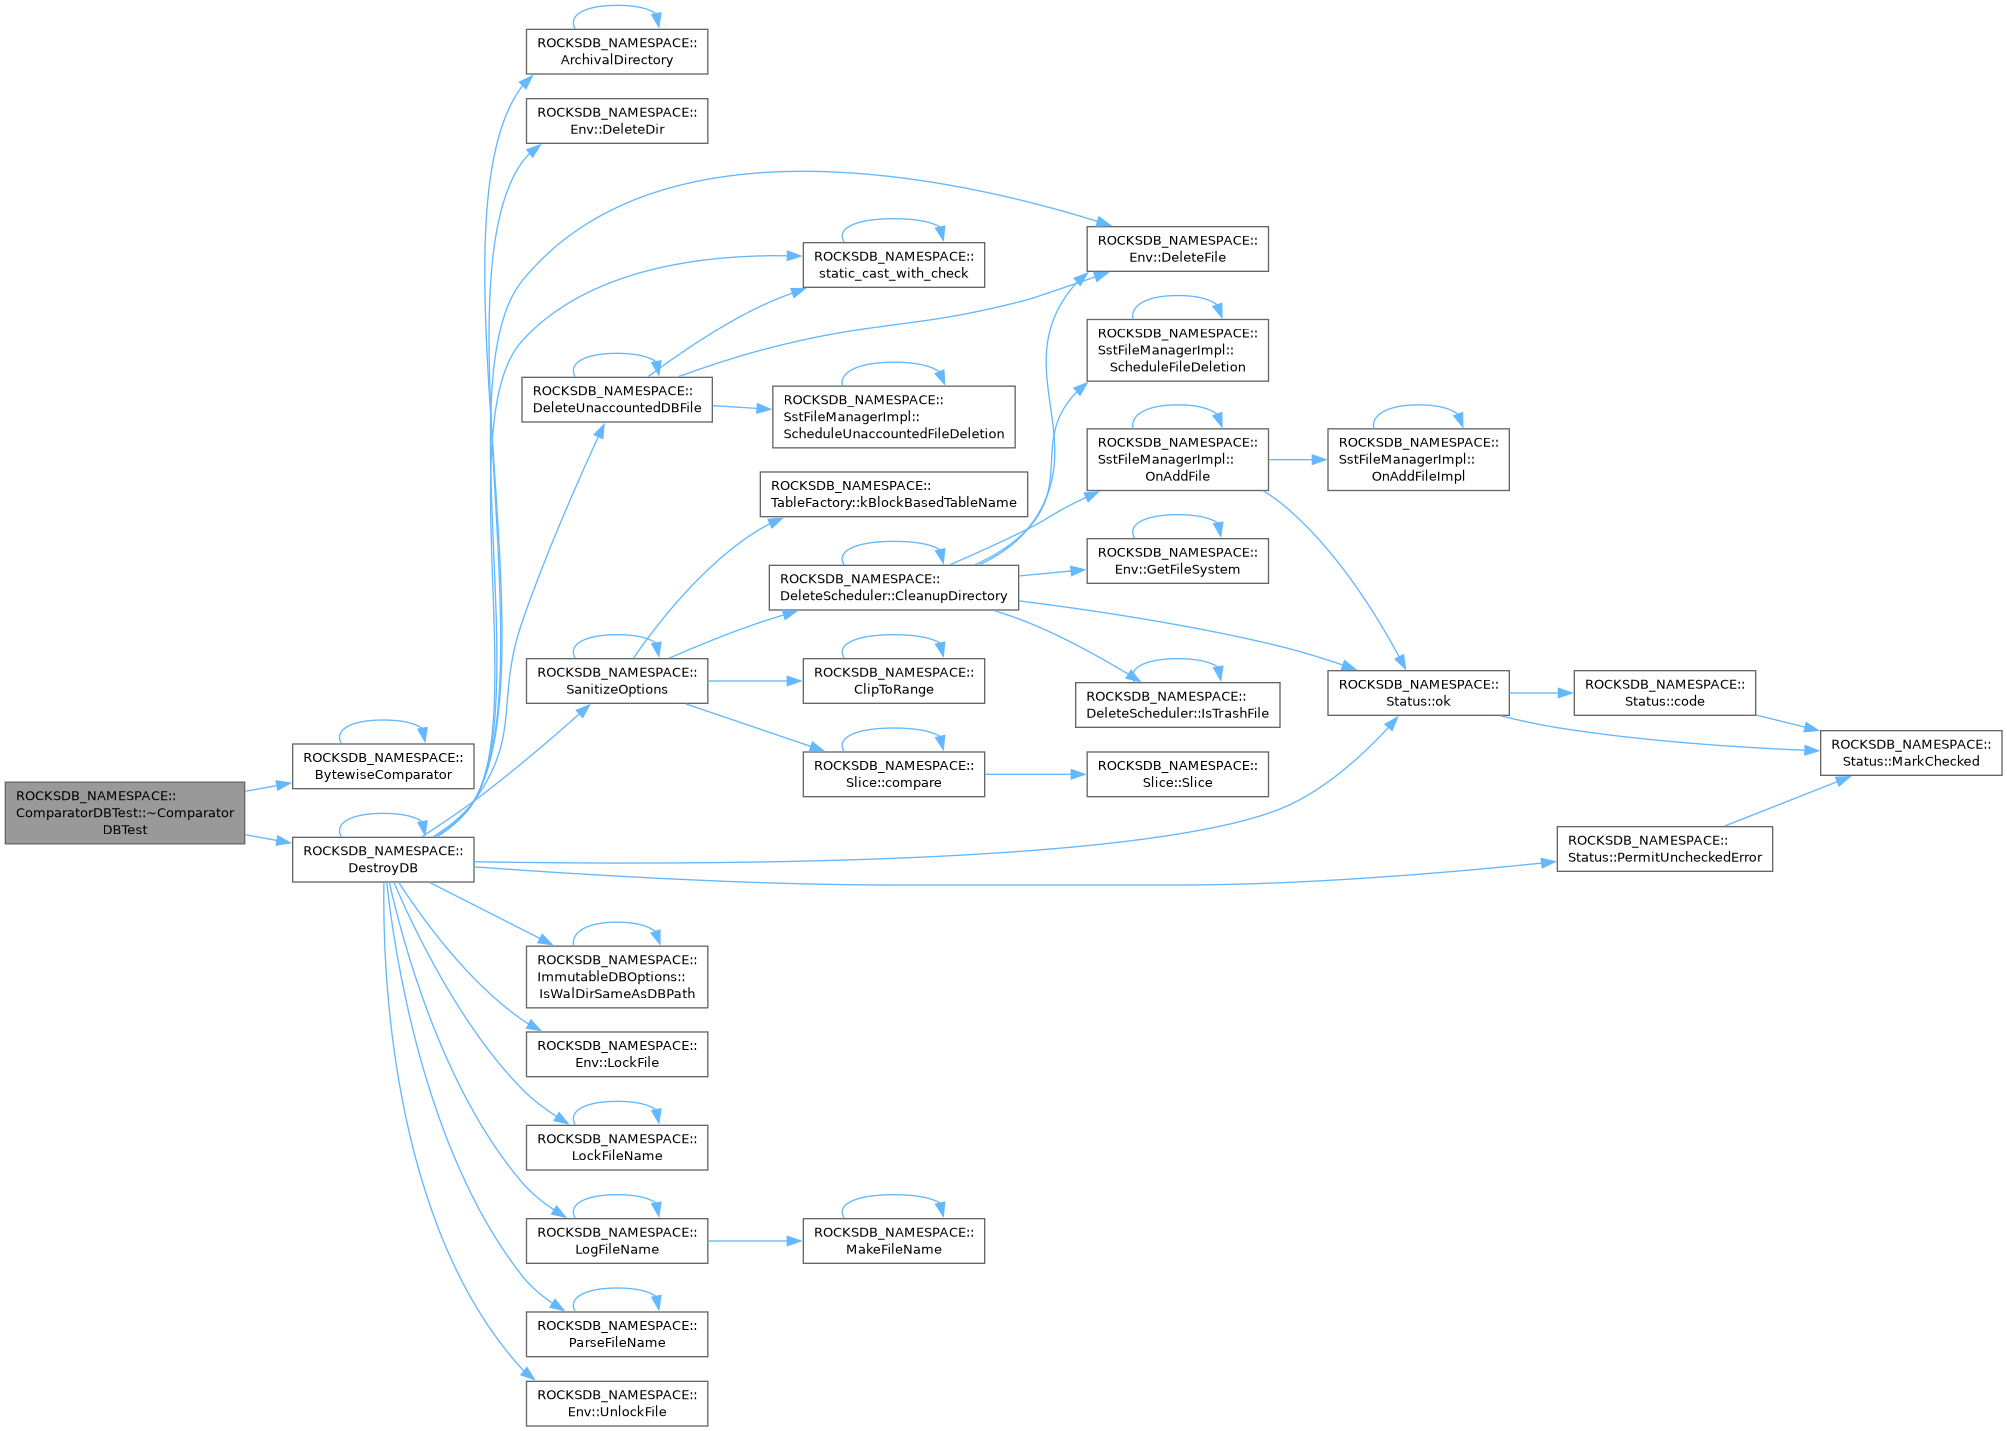 ROCKSDB_NAMESPACE::
ComparatorDBTest::~Comparator
DBTest
ROCKSDB_NAMESPACE::
BytewiseComparator
ROCKSDB_NAMESPACE::
DestroyDB
ROCKSDB_NAMESPACE::
ArchivalDirectory
ROCKSDB_NAMESPACE::
Env::DeleteDir
ROCKSDB_NAMESPACE::
Env::DeleteFile
ROCKSDB_NAMESPACE::
static_cast_with_check
ROCKSDB_NAMESPACE::
DeleteUnaccountedDBFile
ROCKSDB_NAMESPACE::
SstFileManagerImpl::
ScheduleUnaccountedFileDeletion
ROCKSDB_NAMESPACE::
SstFileManagerImpl::
ScheduleFileDeletion
ROCKSDB_NAMESPACE::
SstFileManagerImpl::
OnAddFile
ROCKSDB_NAMESPACE::
SstFileManagerImpl::
OnAddFileImpl
ROCKSDB_NAMESPACE::
TableFactory::kBlockBasedTableName
ROCKSDB_NAMESPACE::
Env::GetFileSystem
ROCKSDB_NAMESPACE::
DeleteScheduler::CleanupDirectory
ROCKSDB_NAMESPACE::
SanitizeOptions
ROCKSDB_NAMESPACE::
ClipToRange
ROCKSDB_NAMESPACE::
DeleteScheduler::IsTrashFile
ROCKSDB_NAMESPACE::
Status::ok
ROCKSDB_NAMESPACE::
Status::code
ROCKSDB_NAMESPACE::
Status::MarkChecked
ROCKSDB_NAMESPACE::
Slice::compare
ROCKSDB_NAMESPACE::
Slice::Slice
ROCKSDB_NAMESPACE::
Status::PermitUncheckedError
ROCKSDB_NAMESPACE::
ImmutableDBOptions::
IsWalDirSameAsDBPath
ROCKSDB_NAMESPACE::
Env::LockFile
ROCKSDB_NAMESPACE::
LockFileName
ROCKSDB_NAMESPACE::
LogFileName
ROCKSDB_NAMESPACE::
MakeFileName
ROCKSDB_NAMESPACE::
ParseFileName
ROCKSDB_NAMESPACE::
Env::UnlockFile